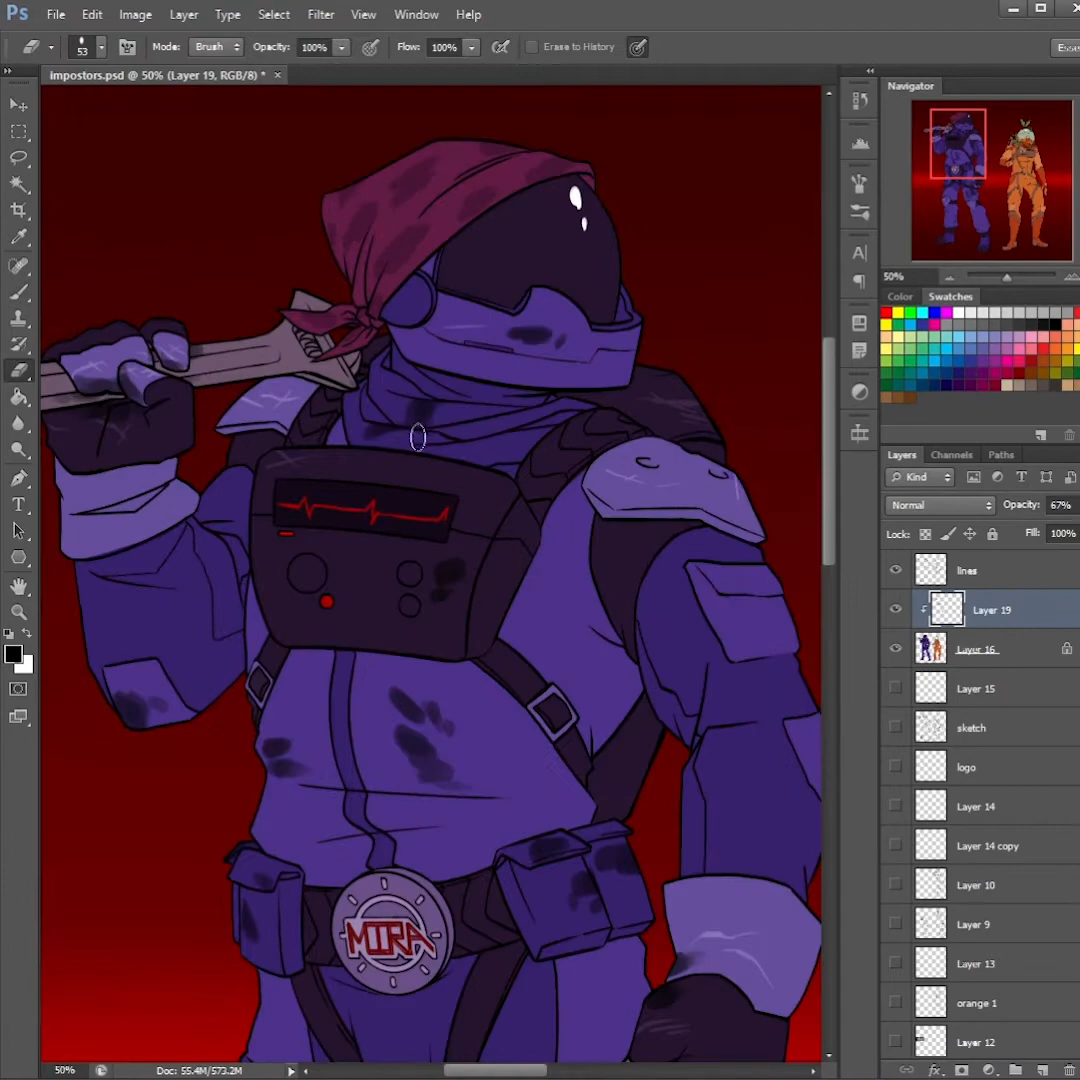 Ps File Edit Image Layer Type Select Filter View Window Help
53 Mode: Brush Opacity: 100% Flow: 100% Erase to History Esse
impostors.psd @ 50% (Layer 19, RGB/8) * ×
Navigator
50%
Color Swatches
Layers Channels Paths
Kind
Normal Opacity: 67%
Lock: Fill: 100%
lines
Layer 19
Layer 16
Layer 15
sketch
logo
Layer 14
Layer 14 copy
Layer 10
Layer 9
Layer 13
orange 1
Layer 12
MIRA
50% Doc: 55.4M/573.2M